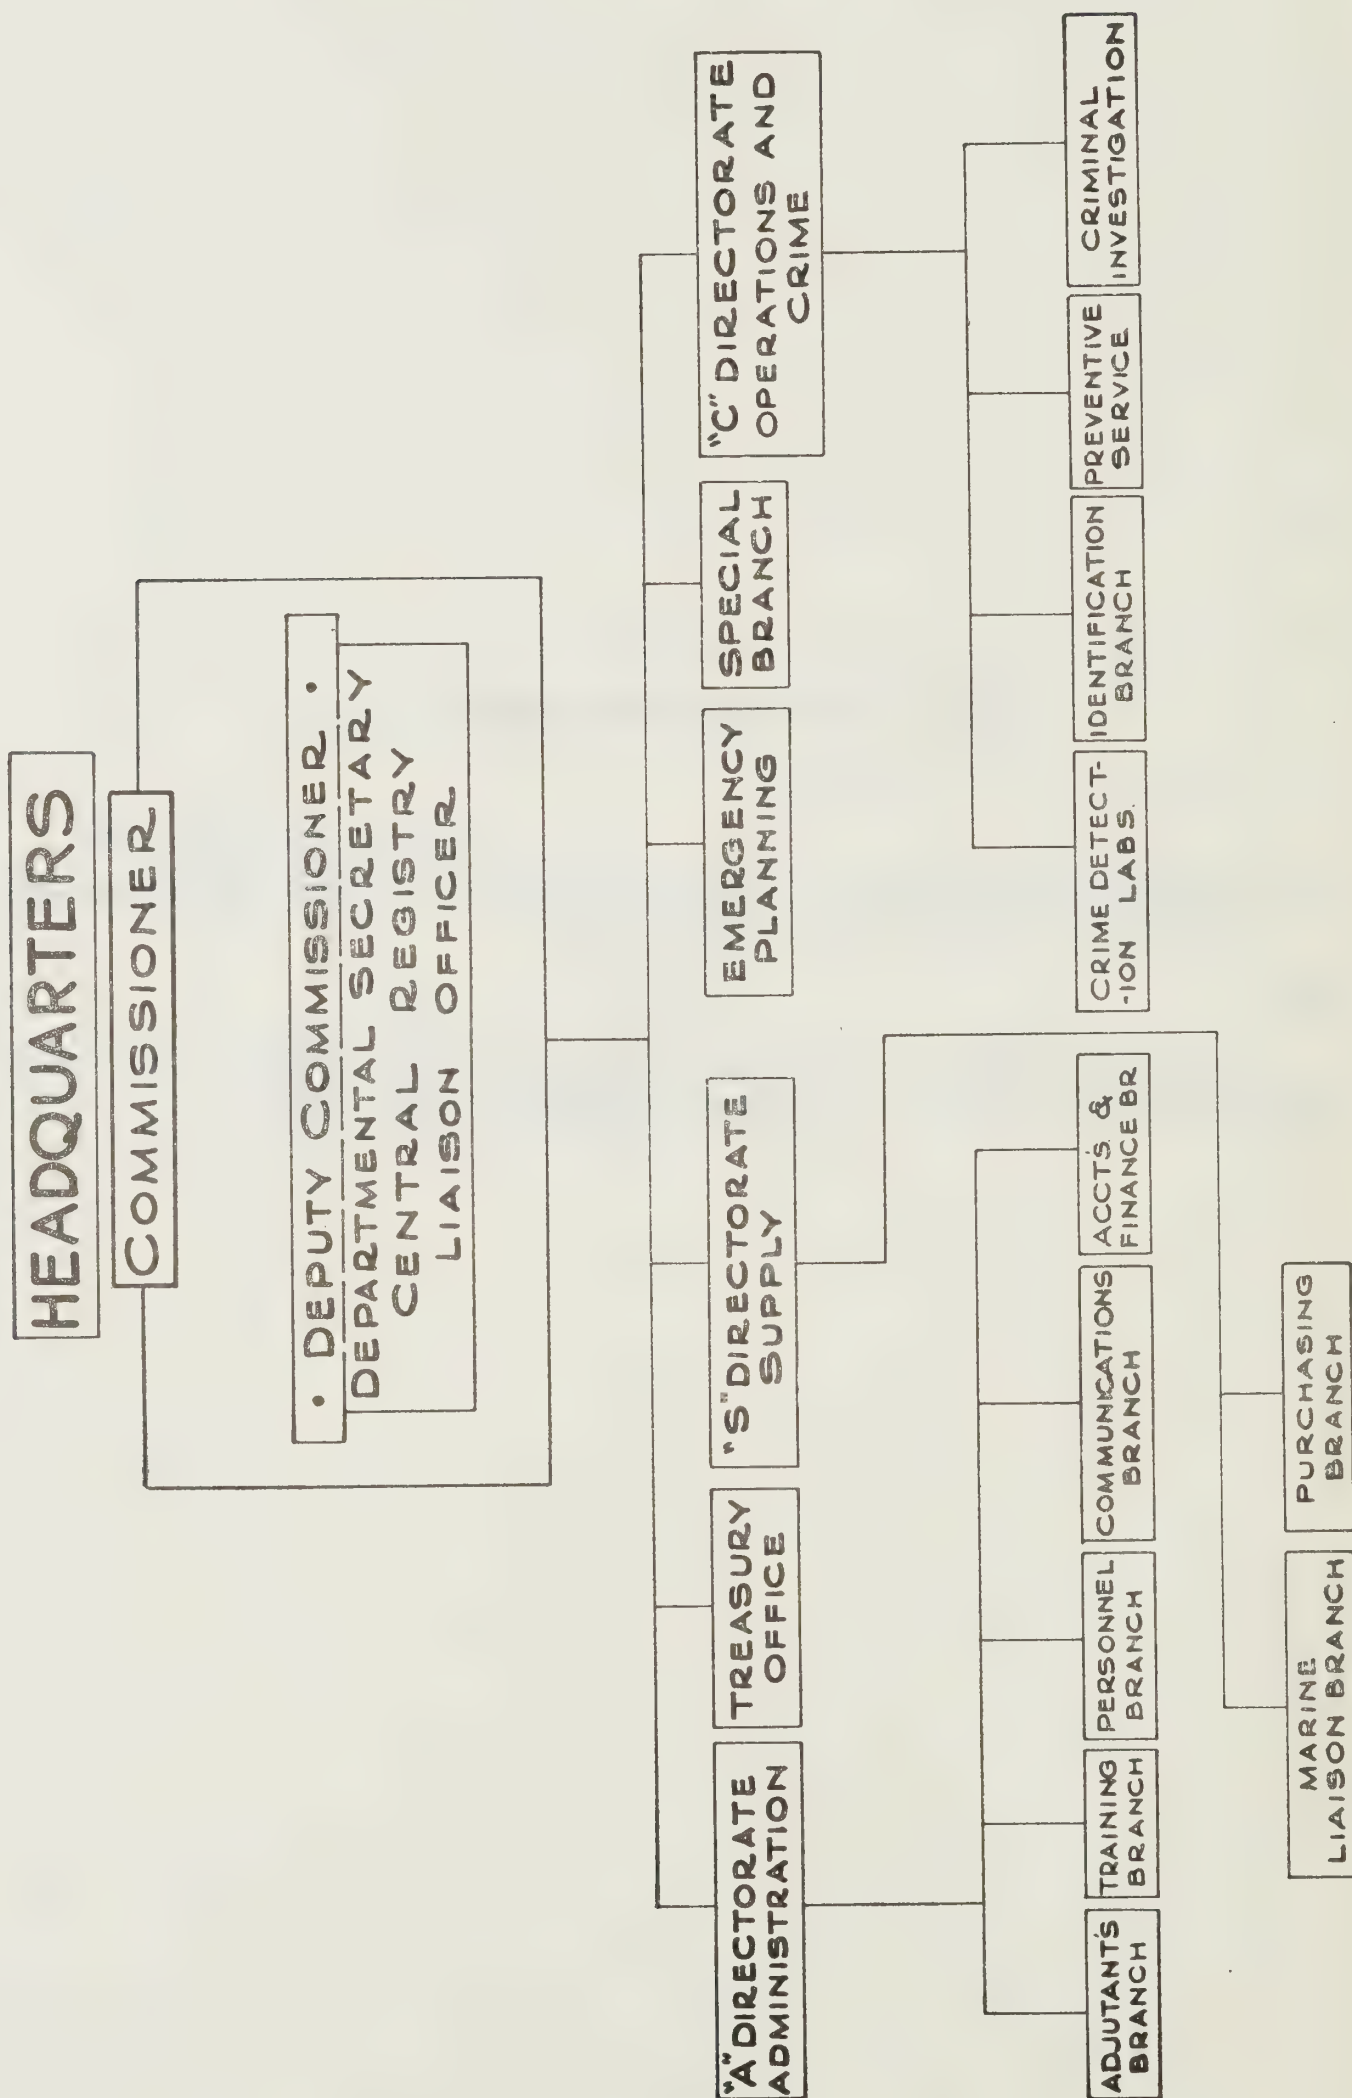 HEADQUARTERS
COMMISSIONER
• DEPUTY COMMISSIONER •
DEPARTMENTAL SECRETARY
CENTRAL REGISTRY
LIAISON OFFICER
"A" DIRECTORATE
ADMINISTRATION
TREASURY
OFFICE
"S" DIRECTORATE
SUPPLY
EMERGENCY
PLANNING
SPECIAL
BRANCH
"C" DIRECTORATE
OPERATIONS AND
CRIME
ADJUTANT'S
BRANCH
TRAINING
BRANCH
PERSONNEL
BRANCH
COMMUNICATIONS
BRANCH
ACCT'S. &
FINANCE BR
CRIME DETECT-
-ION LABS.
IDENTIFICATION
BRANCH
PREVENTIVE
SERVICE
CRIMINAL
INVESTIGATION
MARINE
LIAISON BRANCH
PURCHASING
BRANCH